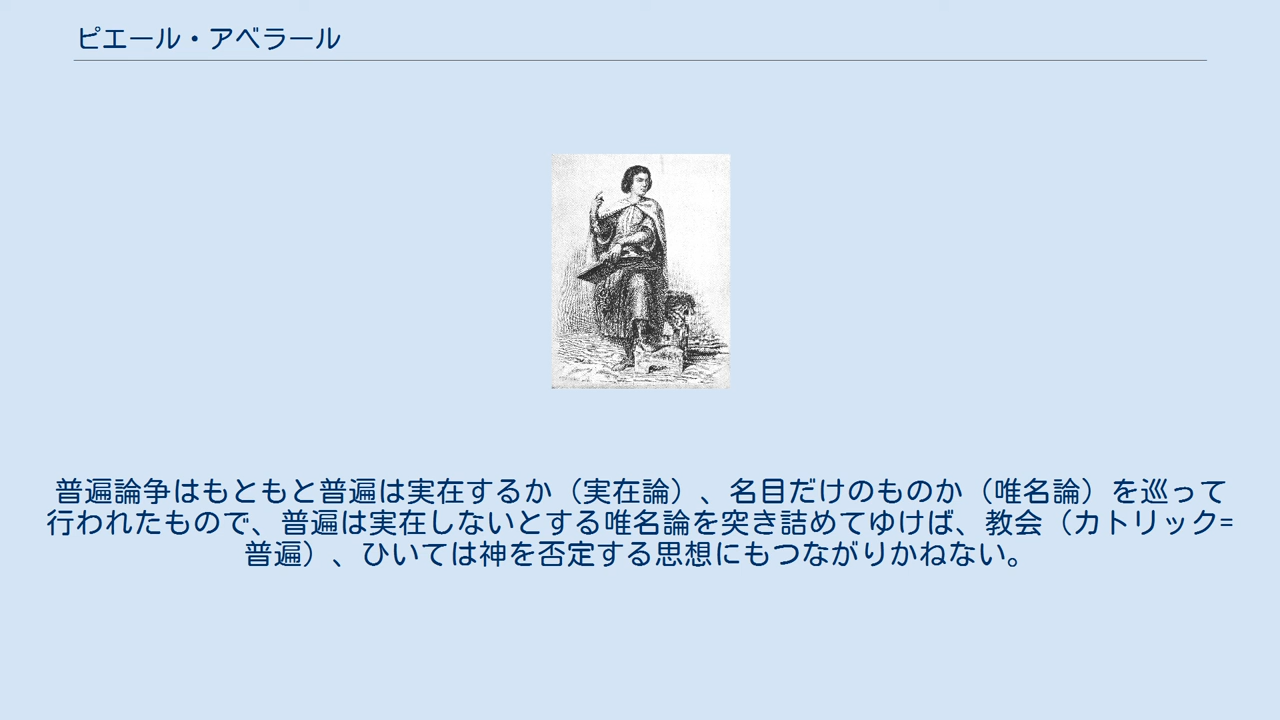 ピエール・アベラール
普遍論争はもともと普遍は実在するか（実在論）、名目だけのものか（唯名論）を巡って
行われたもので、普遍は実在しないとする唯名論を突き詰めてゆけば、教会（カトリック=
普遍）、ひいては神を否定する思想にもつながりかねない。